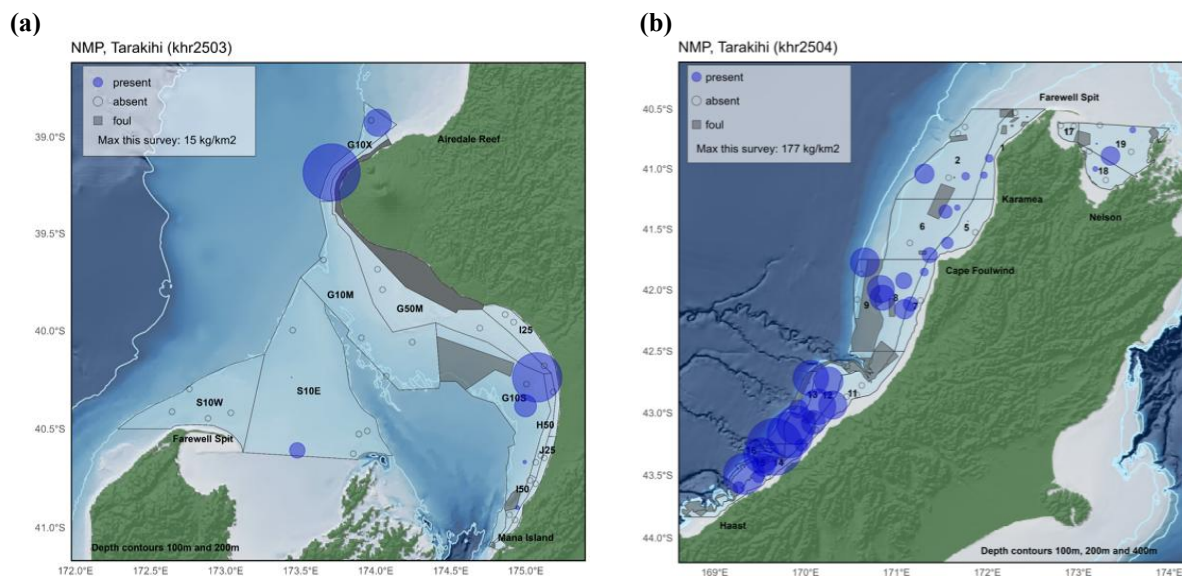 (a)
NMP, Tarakihi (khr2503)
present
absent
foul
Max this survey: 15 kg/km2
39.0°S
39.5°S
40.0°S
40.5°S
41.0°S
G10X
Airedale Reef
G10M
G50M
I25
S10E
S10W
G10S
H50
Farewell Spit
J25
I50
Mana Island
Depth contours 100m and 200m
172.0°E
172.5°E
173.0°E
173.5°E
174.0°E
174.5°E
175.0°E
(b)
NMP, Tarakihi (khr2504)
present
absent
foul
Max this survey: 177 kg/km2
40.5°S
41.0°S
41.5°S
42.0°S
42.5°S
43.0°S
43.5°S
44.0°S
Farewell Spit
17
19
1
2
18
Karamea
Nelson
6
5
Cape Foulwind
8
9
7
13
12
11
14
Haast
Depth contours 100m, 200m and 400m
169°E
170°E
171°E
172°E
173°E
174°E